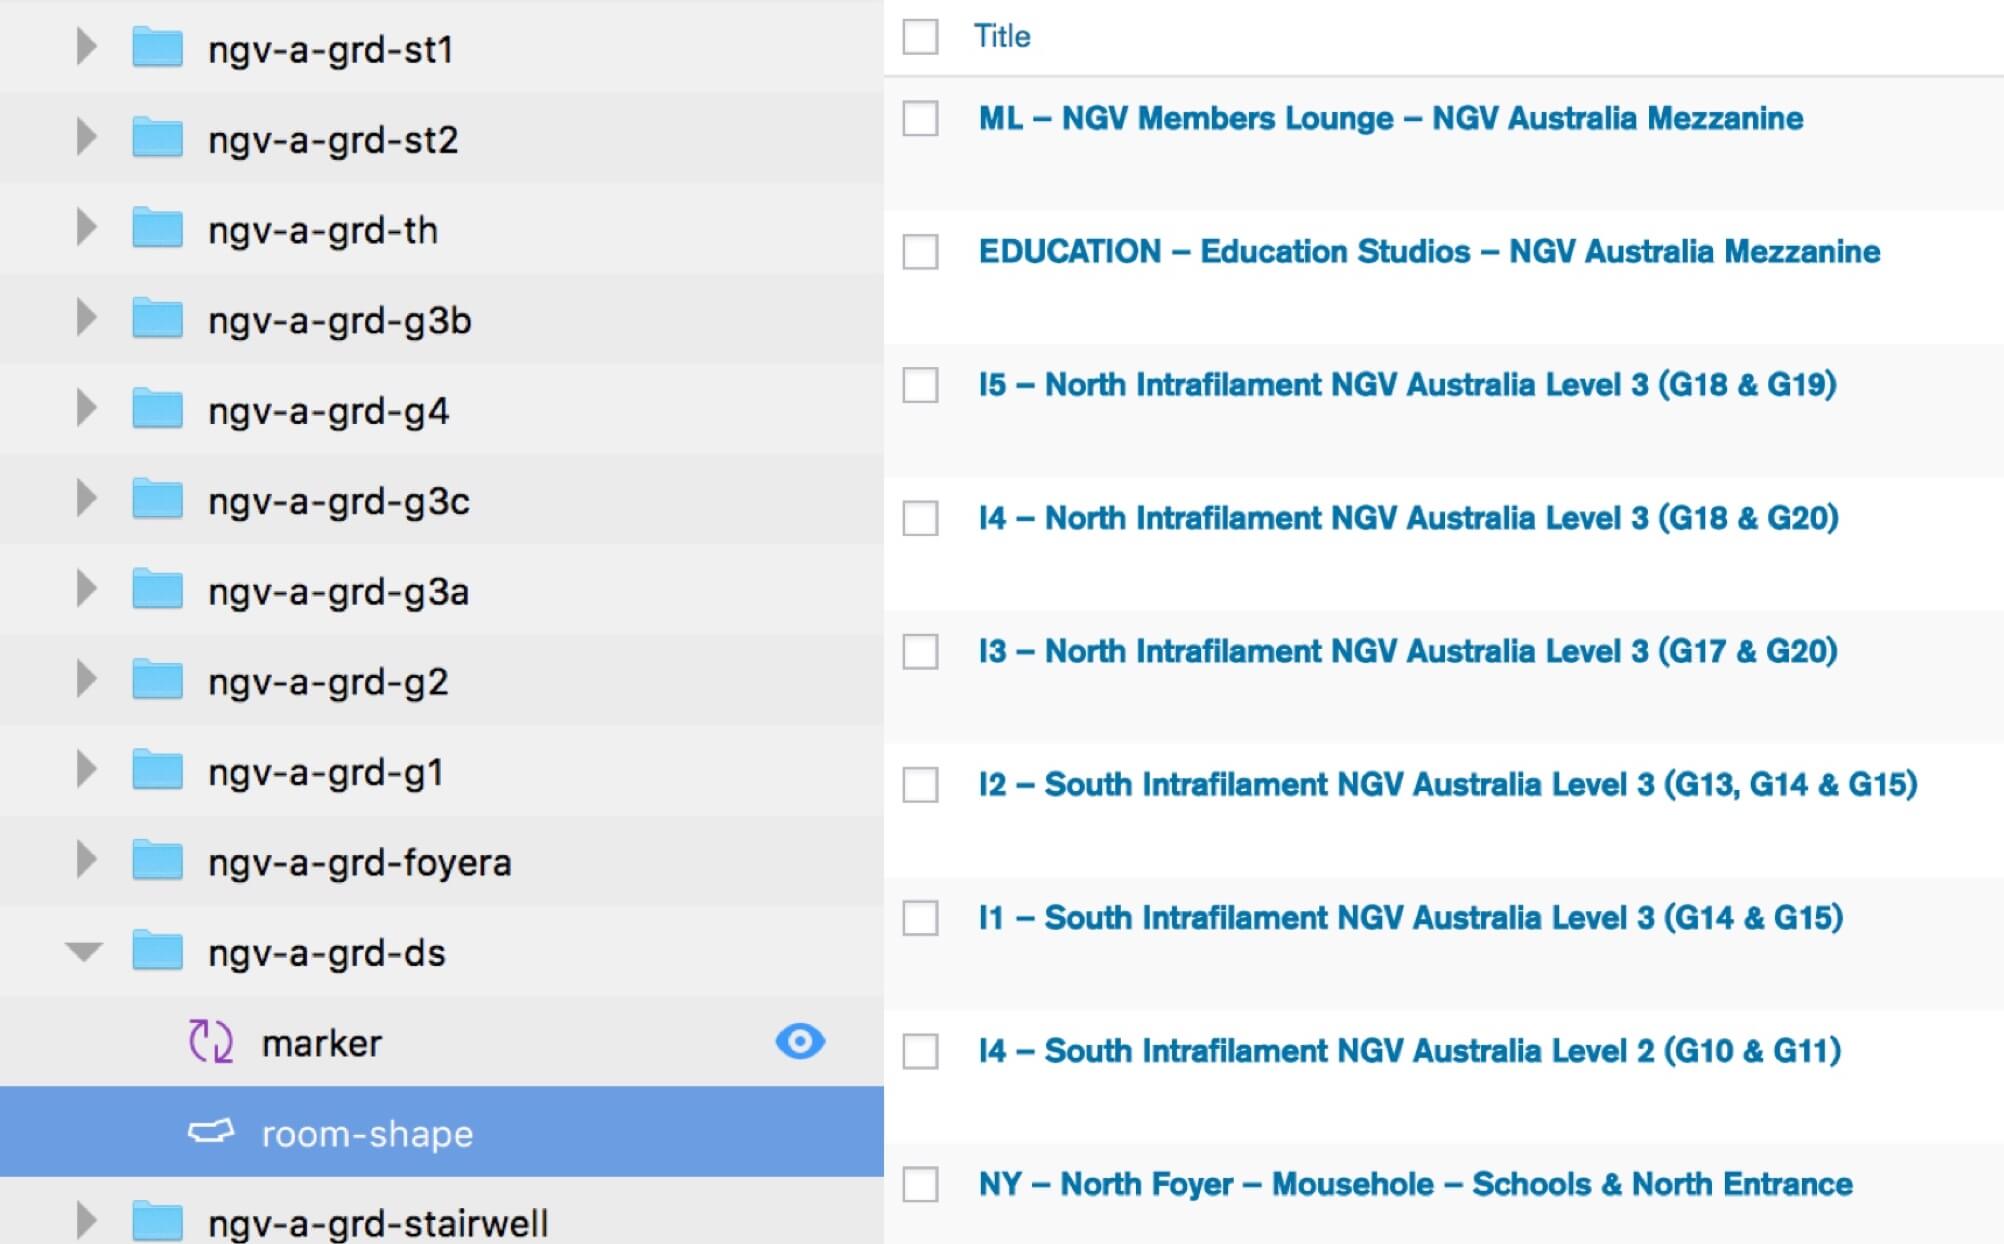 ngv-a-grd-st1
ngv-a-grd-st2
ngv-a-grd-th
ngv-a-grd-g3b
ngv-a-grd-g4
ngv-a-grd-g3c
ngv-a-grd-g3a
ngv-a-grd-g2
ngv-a-grd-g1
ngv-a-grd-foyera
ngv-a-grd-ds
marker
room-shape
ngv-a-grd-stairwell
Title
ML – NGV Members Lounge – NGV Australia Mezzanine
EDUCATION – Education Studios – NGV Australia Mezzanine
I5 – North Intrafilament NGV Australia Level 3 (G18 & G19)
I4 – North Intrafilament NGV Australia Level 3 (G18 & G20)
I3 – North Intrafilament NGV Australia Level 3 (G17 & G20)
I2 – South Intrafilament NGV Australia Level 3 (G13, G14 & G15)
I1 – South Intrafilament NGV Australia Level 3 (G14 & G15)
I4 – South Intrafilament NGV Australia Level 2 (G10 & G11)
NY – North Foyer – Mousehole – Schools & North Entrance